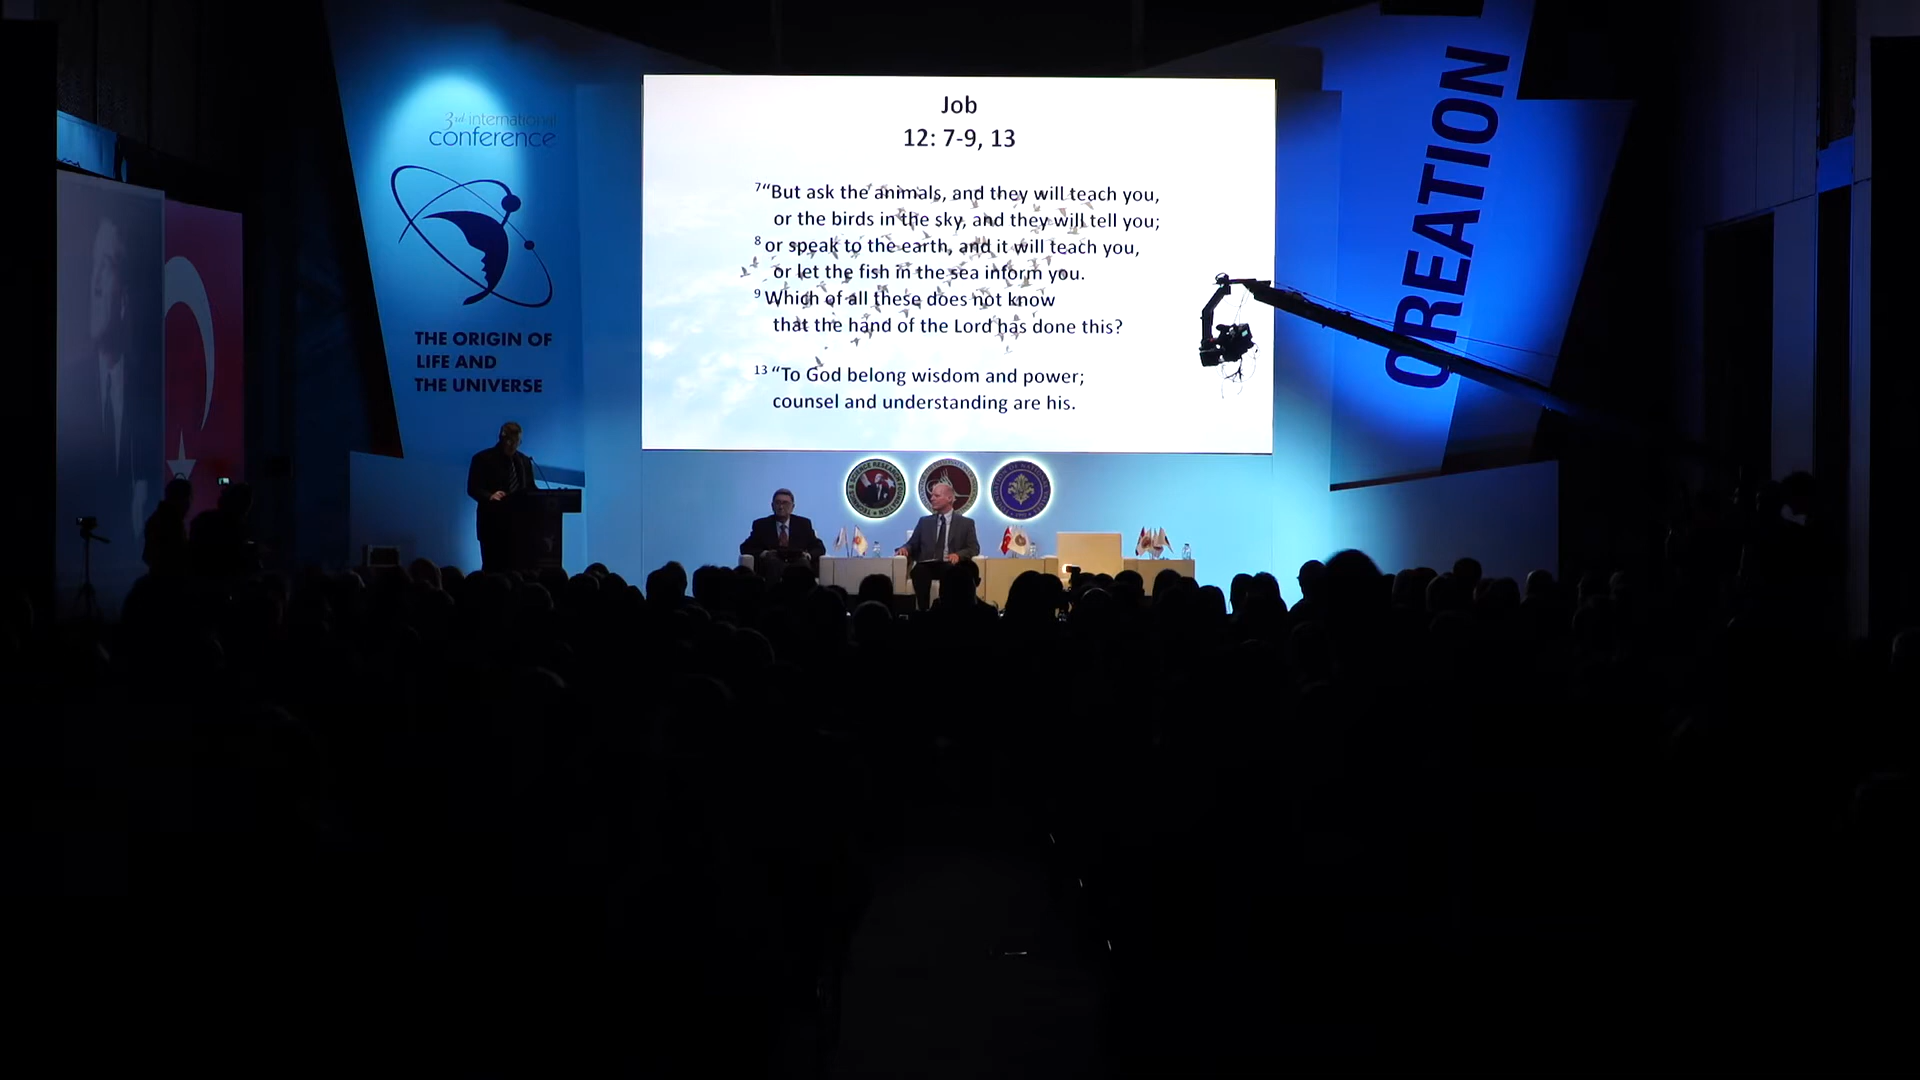 3rd international
conference
THE ORIGIN OF
LIFE AND
THE UNIVERSE
Job
12: 7-9, 13
7“But ask the animals, and they will teach you,
or the birds in the sky, and they will tell you;
8 or speak to the earth, and it will teach you,
or let the fish in the sea inform you.
9 Which of all these does not know
that the hand of the Lord has done this?
13 “To God belong wisdom and power;
counsel and understanding are his.
CREATION
TECHNICS & SCIENCE RESEARCH FOUNDATION